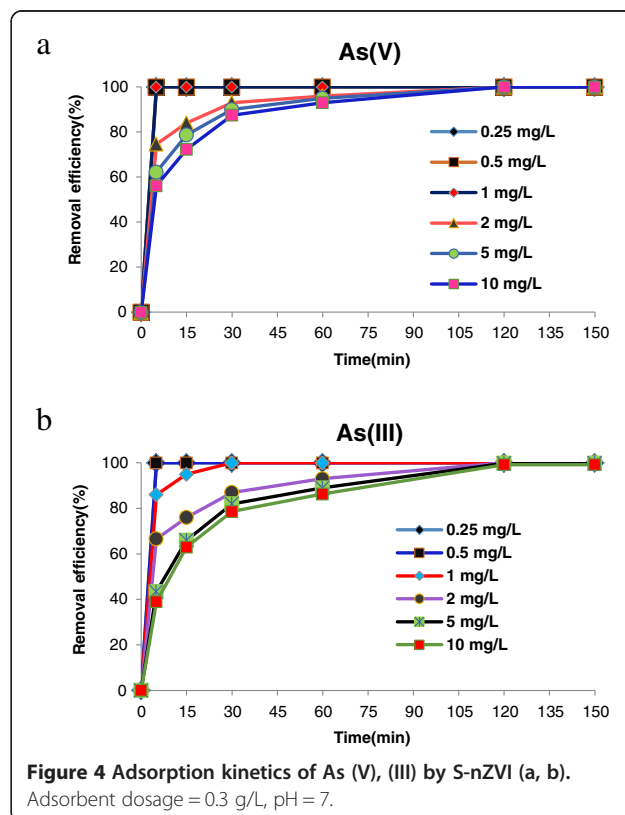 a
As(V)
Removal efficiency(%)
120
100
80
60
40
20
0
0.25 mg/L
0.5 mg/L
1 mg/L
2 mg/L
5 mg/L
10 mg/L
0 15 30 45 60 75 90 105 120 135 150
Time(min)
b
As(III)
Removal efficiency(%)
100
80
60
40
20
0
0.25 mg/L
0.5 mg/L
1 mg/L
2 mg/L
5 mg/L
10 mg/L
0 15 30 45 60 75 90 105 120 135 150
Time(min)
Figure 4 Adsorption kinetics of As (V), (III) by S-nZVI (a, b).
Adsorbent dosage = 0.3 g/L, pH = 7.